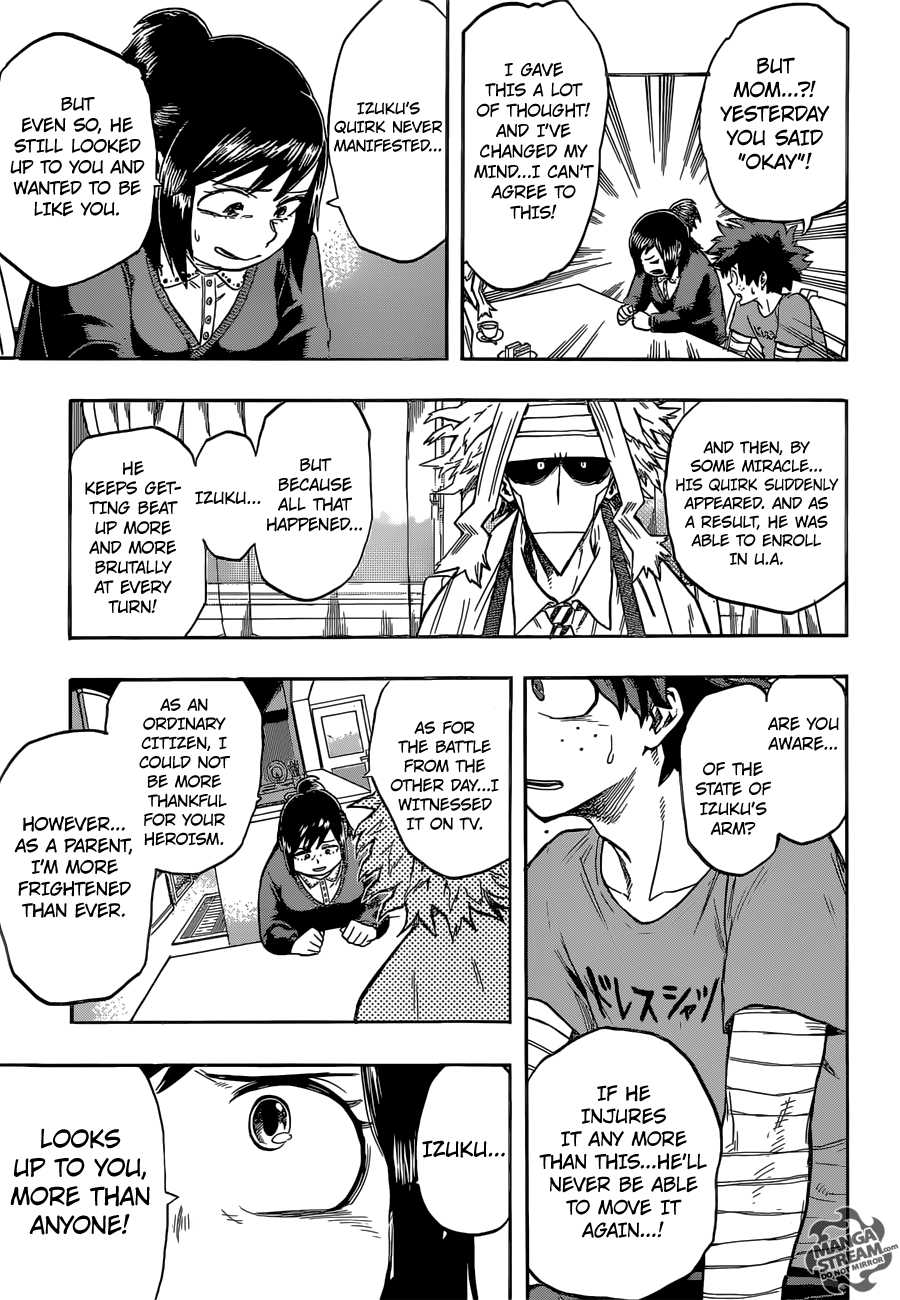 BUT
MOM...?!
YESTERDAY
YOU SAID
"OKAY"!
I GAVE
THIS A LOT
OF THOUGHT!
AND I'VE
CHANGED MY
MIND...I CAN'T
AGREE TO
THIS!
IZUKU'S
QUIRK NEVER
MANIFESTED...
BUT
EVEN SO, HE
STILL LOOKED
UP TO YOU AND
WANTED TO BE
LIKE YOU.
AND THEN, BY
SOME MIRACLE...
HIS QUIRK SUDDENLY
APPEARED. AND AS
A RESULT, HE WAS
ABLE TO ENROLL
IN U.A.
BUT
BECAUSE
ALL THAT
HAPPENED...
IZUKU...
HE
KEEPS GET-
TING BEAT
UP MORE
AND MORE
BRUTALLY
AT EVERY
TURN!
ARE YOU
AWARE...
OF THE
STATE OF
IZUKU'S
ARM?
ドレスシャツ
IF HE
INJURES
IT ANY MORE
THAN THIS...HE'LL
NEVER BE ABLE
TO MOVE IT
AGAIN...!
AS FOR
THE BATTLE
FROM THE
OTHER DAY...I
WITNESSED
IT ON TV.
AS AN
ORDINARY
CITIZEN, I
COULD NOT
BE MORE
THANKFUL
FOR YOUR
HEROISM.
HOWEVER...
AS A PARENT,
I'M MORE
FRIGHTENED
THAN EVER.
IZUKU...
LOOKS
UP TO YOU,
MORE THAN
ANYONE!
MANGA
STREAM.com
DO NOT MIRROR!